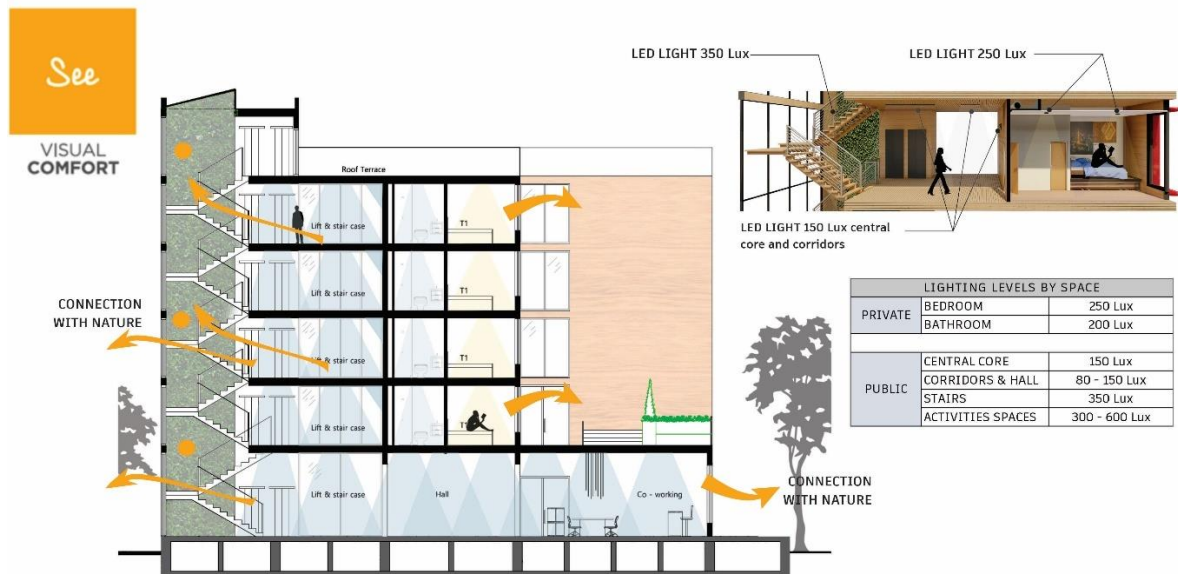 See
VISUAL
COMFORT
LED LIGHT 350 Lux
LED LIGHT 250 Lux
LED LIGHT 150 Lux central
core and corridors
Roof Terrace
Lift & stair case
T1
Lift & stair case
T1
Lift & stair case
T1
Lift & stair case
T1
Lift & stair case
Hall
Co - working
CONNECTION
WITH NATURE
CONNECTION
WITH NATURE
LIGHTING LEVELS BY SPACE
PRIVATE
BEDROOM 250 Lux
BATHROOM 200 Lux
PUBLIC
CENTRAL CORE 150 Lux
CORRIDORS & HALL 80 - 150 Lux
STAIRS 350 Lux
ACTIVITIES SPACES 300 - 600 Lux